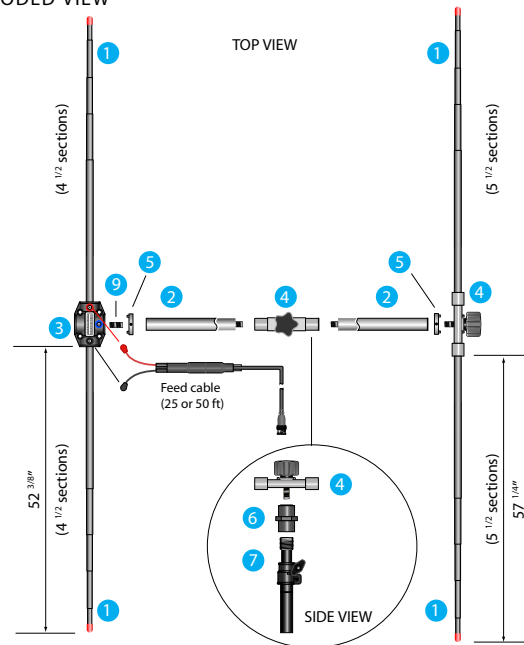 ODED VIEW
TOP VIEW
1
1
(4 1/2 sections)
(5 1/2 sections)
9
5
2
4
2
5
4
3
Feed cable
(25 or 50 ft)
52 3/8"
(4 1/2 sections)
4
6
7
SIDE VIEW
(5 1/2 sections)
57 1/4"
1
1